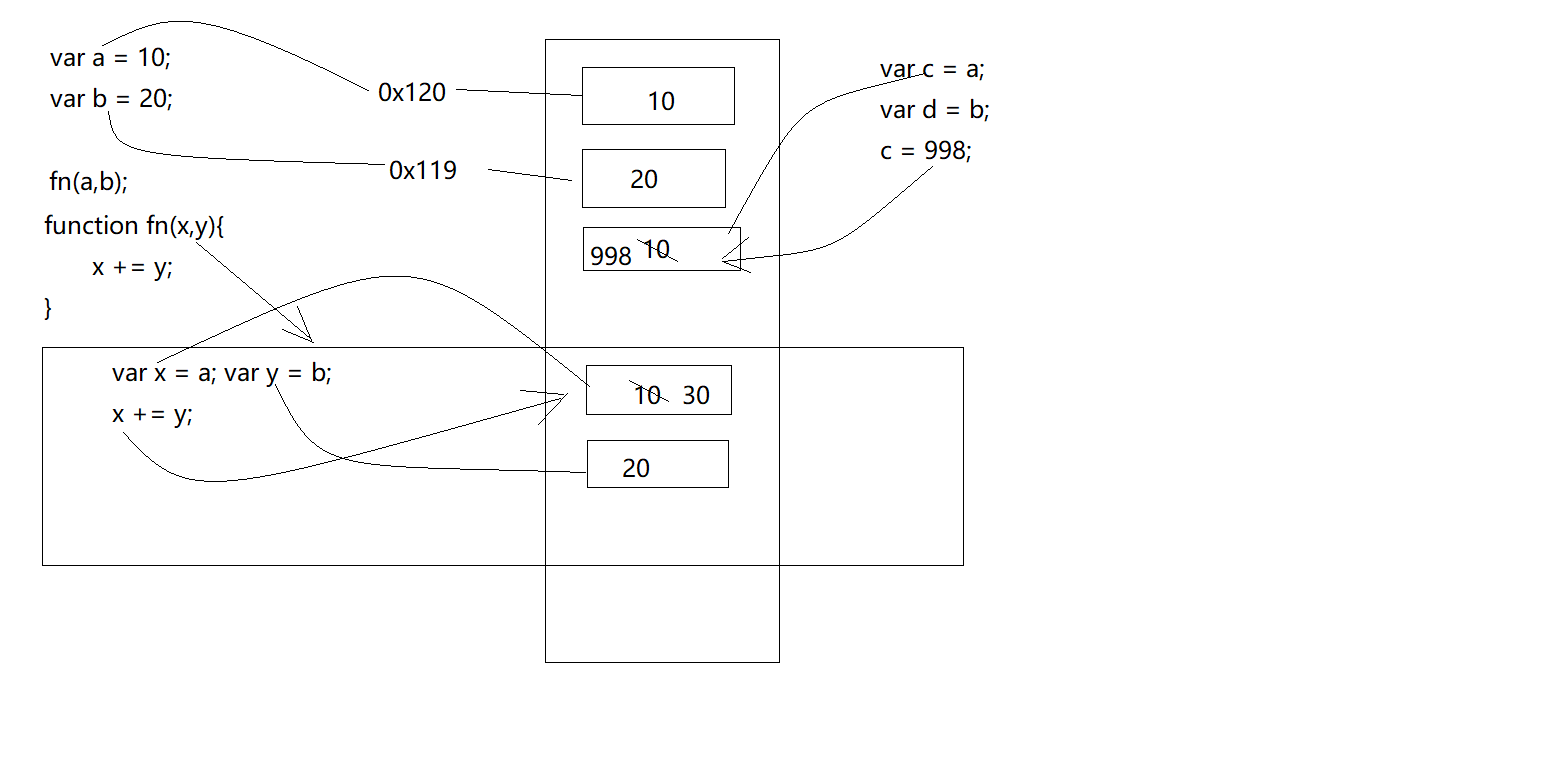 var a = 10;
var b = 20;
fn(a,b);
function fn(x,y){
x += y;
}
0x120
0x119
10
20
998 10
var c = a;
var d = b;
c = 998;
var x = a; var y = b;
x += y;
10 30
20